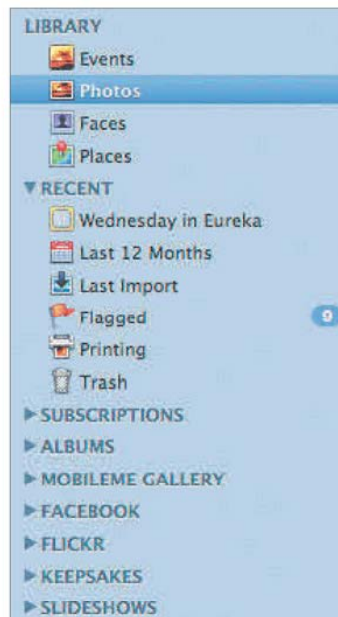 LIBRARY
Events
Photos
Faces
Places
RECENT
Wednesday in Eureka
Last 12 Months
Last Import
Flagged 9
Printing
Trash
SUBSCRIPTIONS
ALBUMS
MOBILEME GALLERY
FACEBOOK
FLICKR
KEEPSAKES
SLIDESHOWS